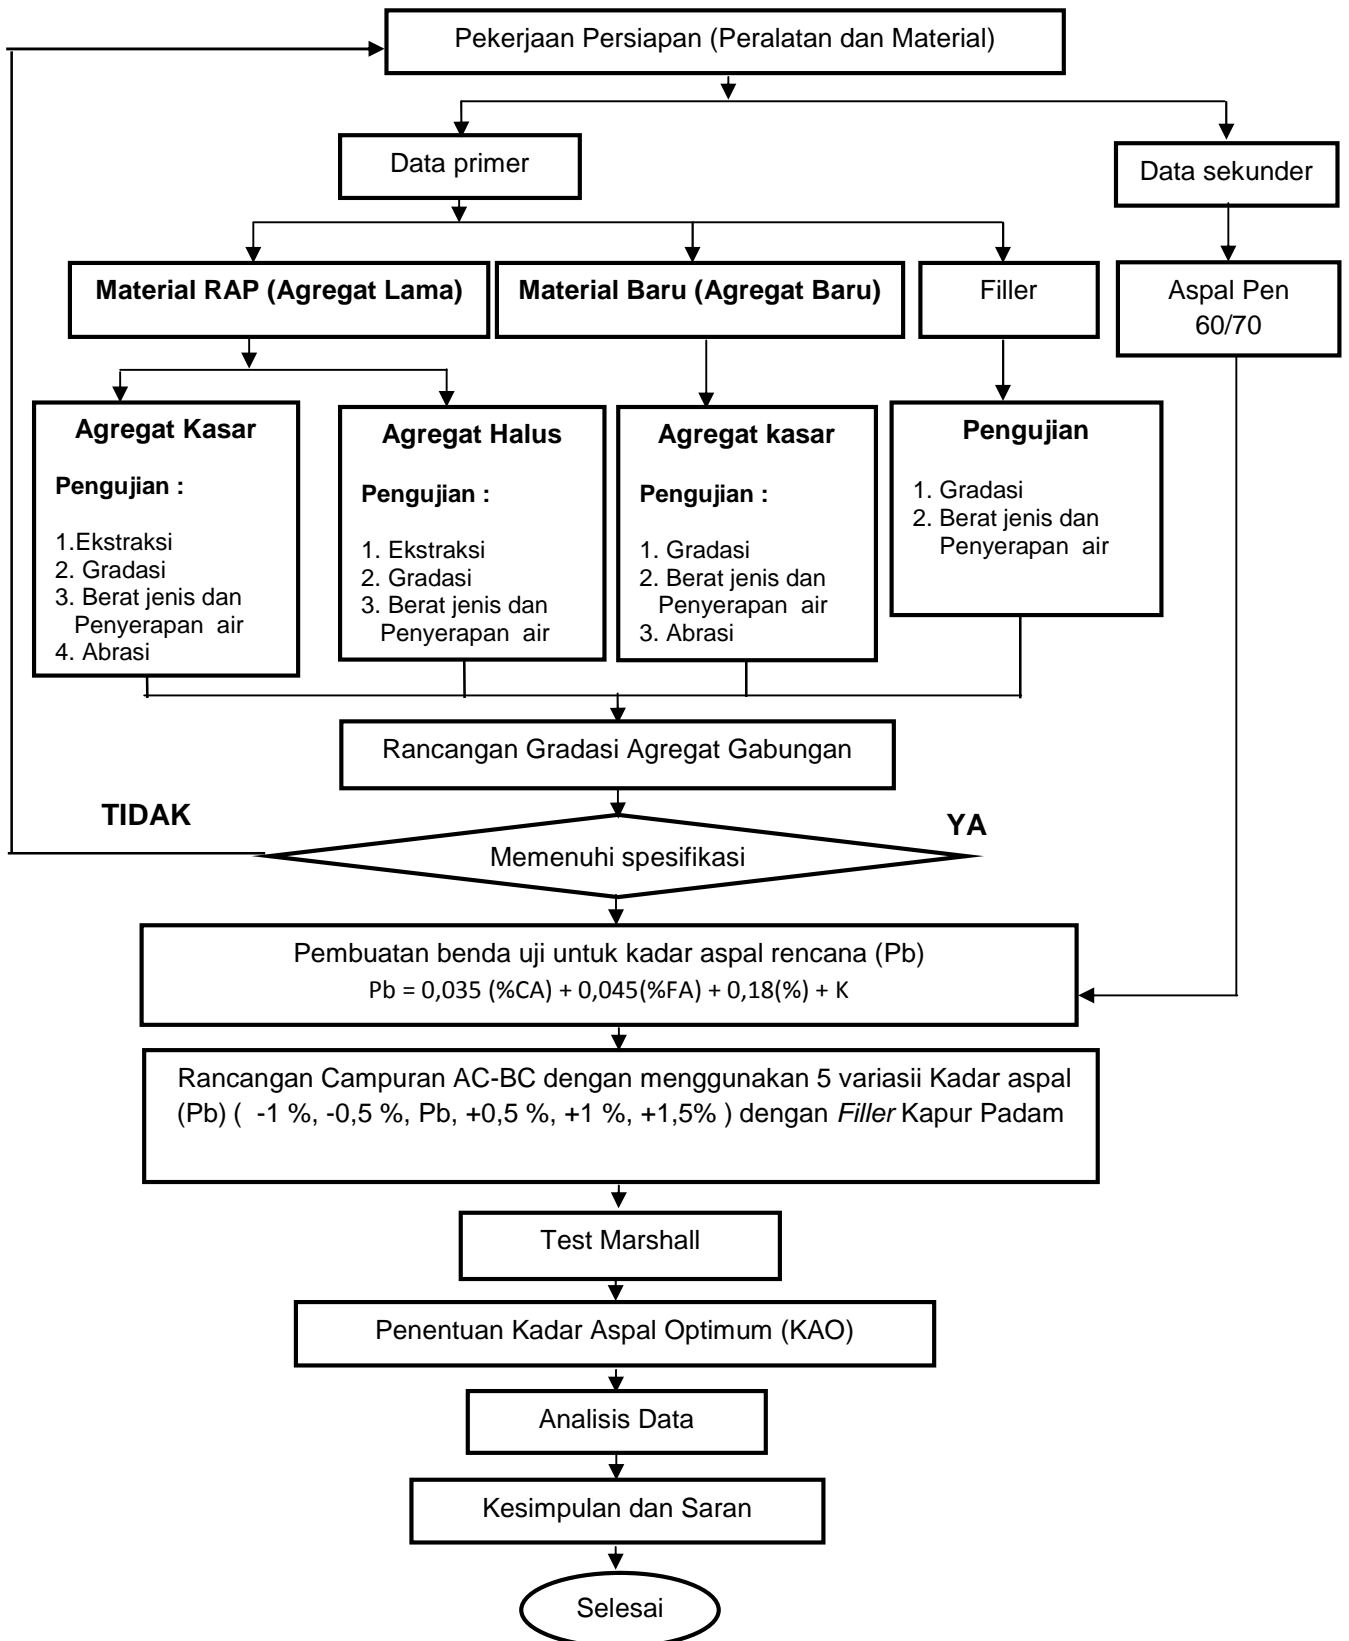 Pekerjaan Persiapan (Peralatan dan Material)
Data primer
Data sekunder
Material RAP (Agregat Lama)
Material Baru (Agregat Baru)
Filler
Aspal Pen
60/70
Agregat Kasar
Pengujian :
1.Ekstraksi
2. Gradasi
3. Berat jenis dan
Penyerapan air
4. Abrasi
Agregat Halus
Pengujian :
1. Ekstraksi
2. Gradasi
3. Berat jenis dan
Penyerapan air
Agregat kasar
Pengujian :
1. Gradasi
2. Berat jenis dan
Penyerapan air
3. Abrasi
Pengujian
1. Gradasi
2. Berat jenis dan
Penyerapan air
Rancangan Gradasi Agregat Gabungan
TIDAK
YA
Memenuhi spesifikasi
Pembuatan benda uji untuk kadar aspal rencana (Pb)
Pb = 0,035 (%CA) + 0,045(%FA) + 0,18(%) + K
Rancangan Campuran AC-BC dengan menggunakan 5 variasii Kadar aspal
(Pb) ( -1 %, -0,5 %, Pb, +0,5 %, +1 %, +1,5% ) dengan Filler Kapur Padam
Test Marshall
Penentuan Kadar Aspal Optimum (KAO)
Analisis Data
Kesimpulan dan Saran
Selesai